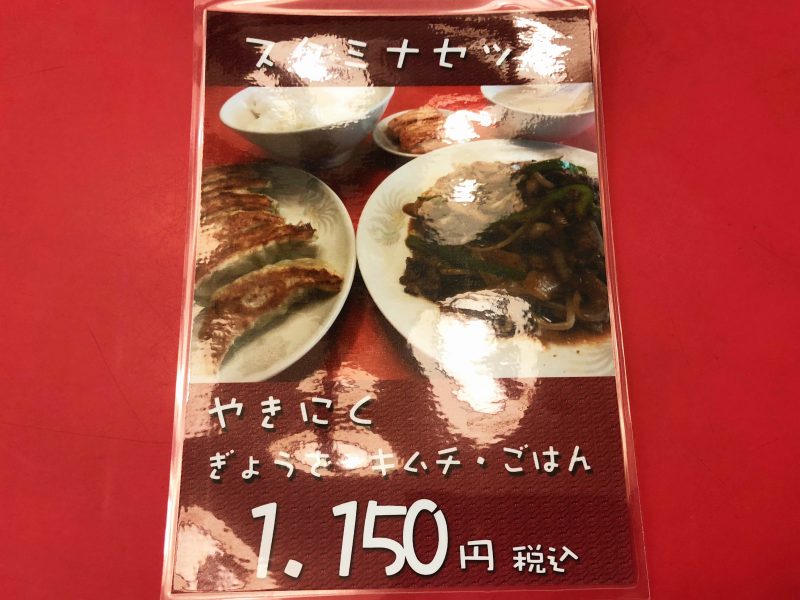 スタミナセット
やきにく
ぎょうざ・キムチ・ごはん
1.150円 税込